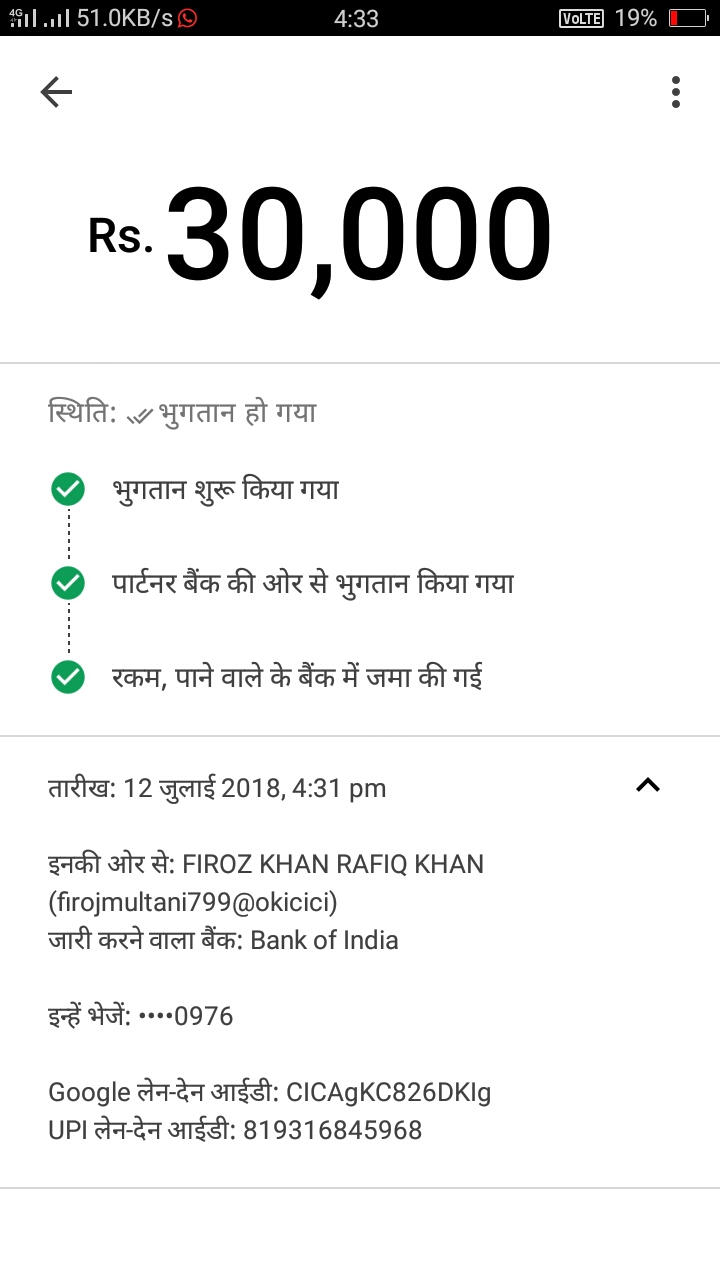 4G 51.0KB/s 4:33 VoLTE 19%
Rs. 30,000
स्थिति: भुगतान हो गया
भुगतान शुरू किया गया
पार्टनर बैंक की ओर से भुगतान किया गया
रकम, पाने वाले के बैंक में जमा की गई
तारीख: 12 जुलाई 2018, 4:31 pm
इनकी ओर से: FIROZ KHAN RAFIQ KHAN
(firojmultani799@okicici)
जारी करने वाला बैंक: Bank of India
इन्हें भेजें: ••••0976
Google लेन-देन आईडी: CICAgKC826DKIg
UPI लेन-देन आईडी: 819316845968